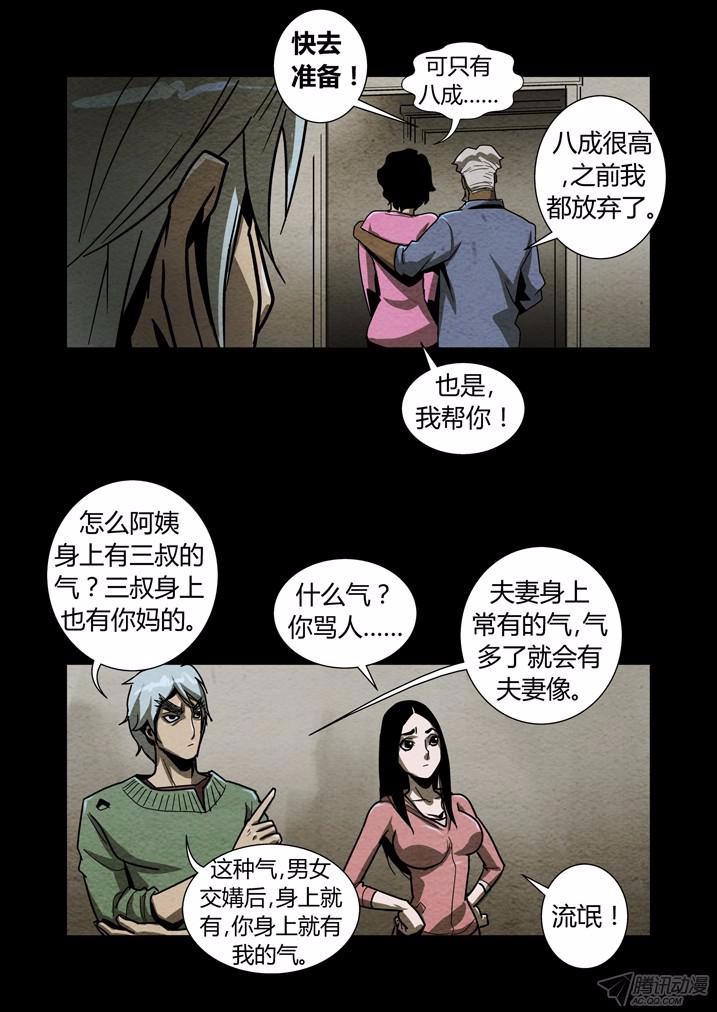 快去
准备！
可只有
八成……
八成很高
，之前我
都放弃了。
也是，
我帮你！
怎么阿姨
身上有三叔的
气？三叔身上
也有你妈的。
什么气？
你骂人……
夫妻身上
常有的气，气
多了就会有
夫妻像。
这种气，男女
交媾后，身上就
有，你身上就有
我的气。
流氓！
腾讯动漫
AC.QQ.COM